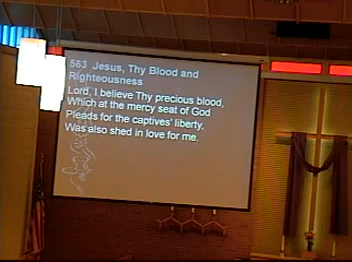 563 Jesus, Thy Blood and
Righteousness
Lord, I believe Thy precious blood,
Which at the mercy seat of God
Pleads for the captives' liberty,
Was also shed in love for me.